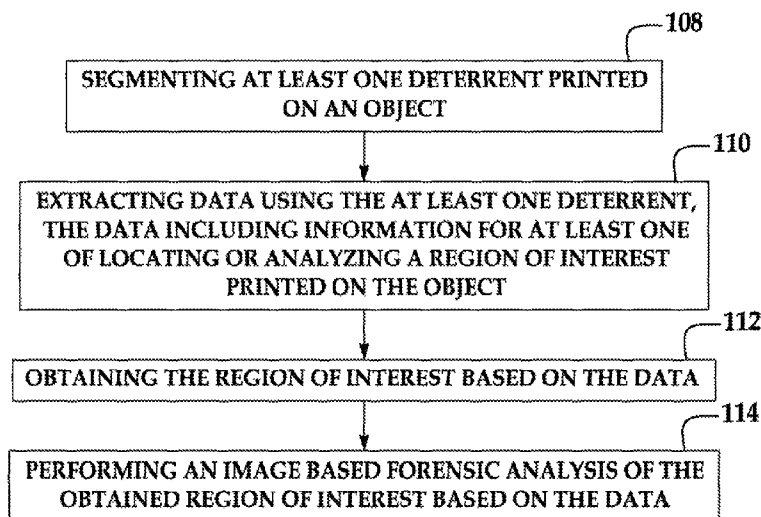 108
SEGMENTING AT LEAST ONE DETERRENT PRINTED
ON AN OBJECT
110
EXTRACTING DATA USING THE AT LEAST ONE DETERRENT,
THE DATA INCLUDING INFORMATION FOR AT LEAST ONE
OF LOCATING OR ANALYZING A REGION OF INTEREST
PRINTED ON THE OBJECT
112
OBTAINING THE REGION OF INTEREST BASED ON THE DATA
114
PERFORMING AN IMAGE BASED FORENSIC ANALYSIS OF THE
OBTAINED REGION OF INTEREST BASED ON THE DATA